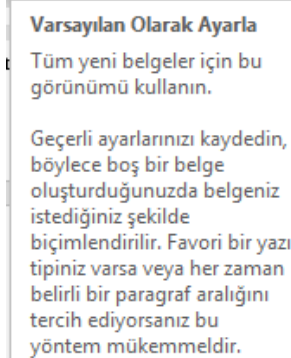 Varsayılan Olarak Ayarla
Tüm yeni belgeler için bu
görünümü kullanın.
Geçerli ayarlarınızı kaydedin,
böylece boş bir belge
oluşturduğunuzda belgeniz
istediğiniz şekilde
biçimlendirilir. Favori bir yazı
tipiniz varsa veya her zaman
belirli bir paragraf aralığını
tercih ediyorsanız bu
yöntem mükemmeldir.